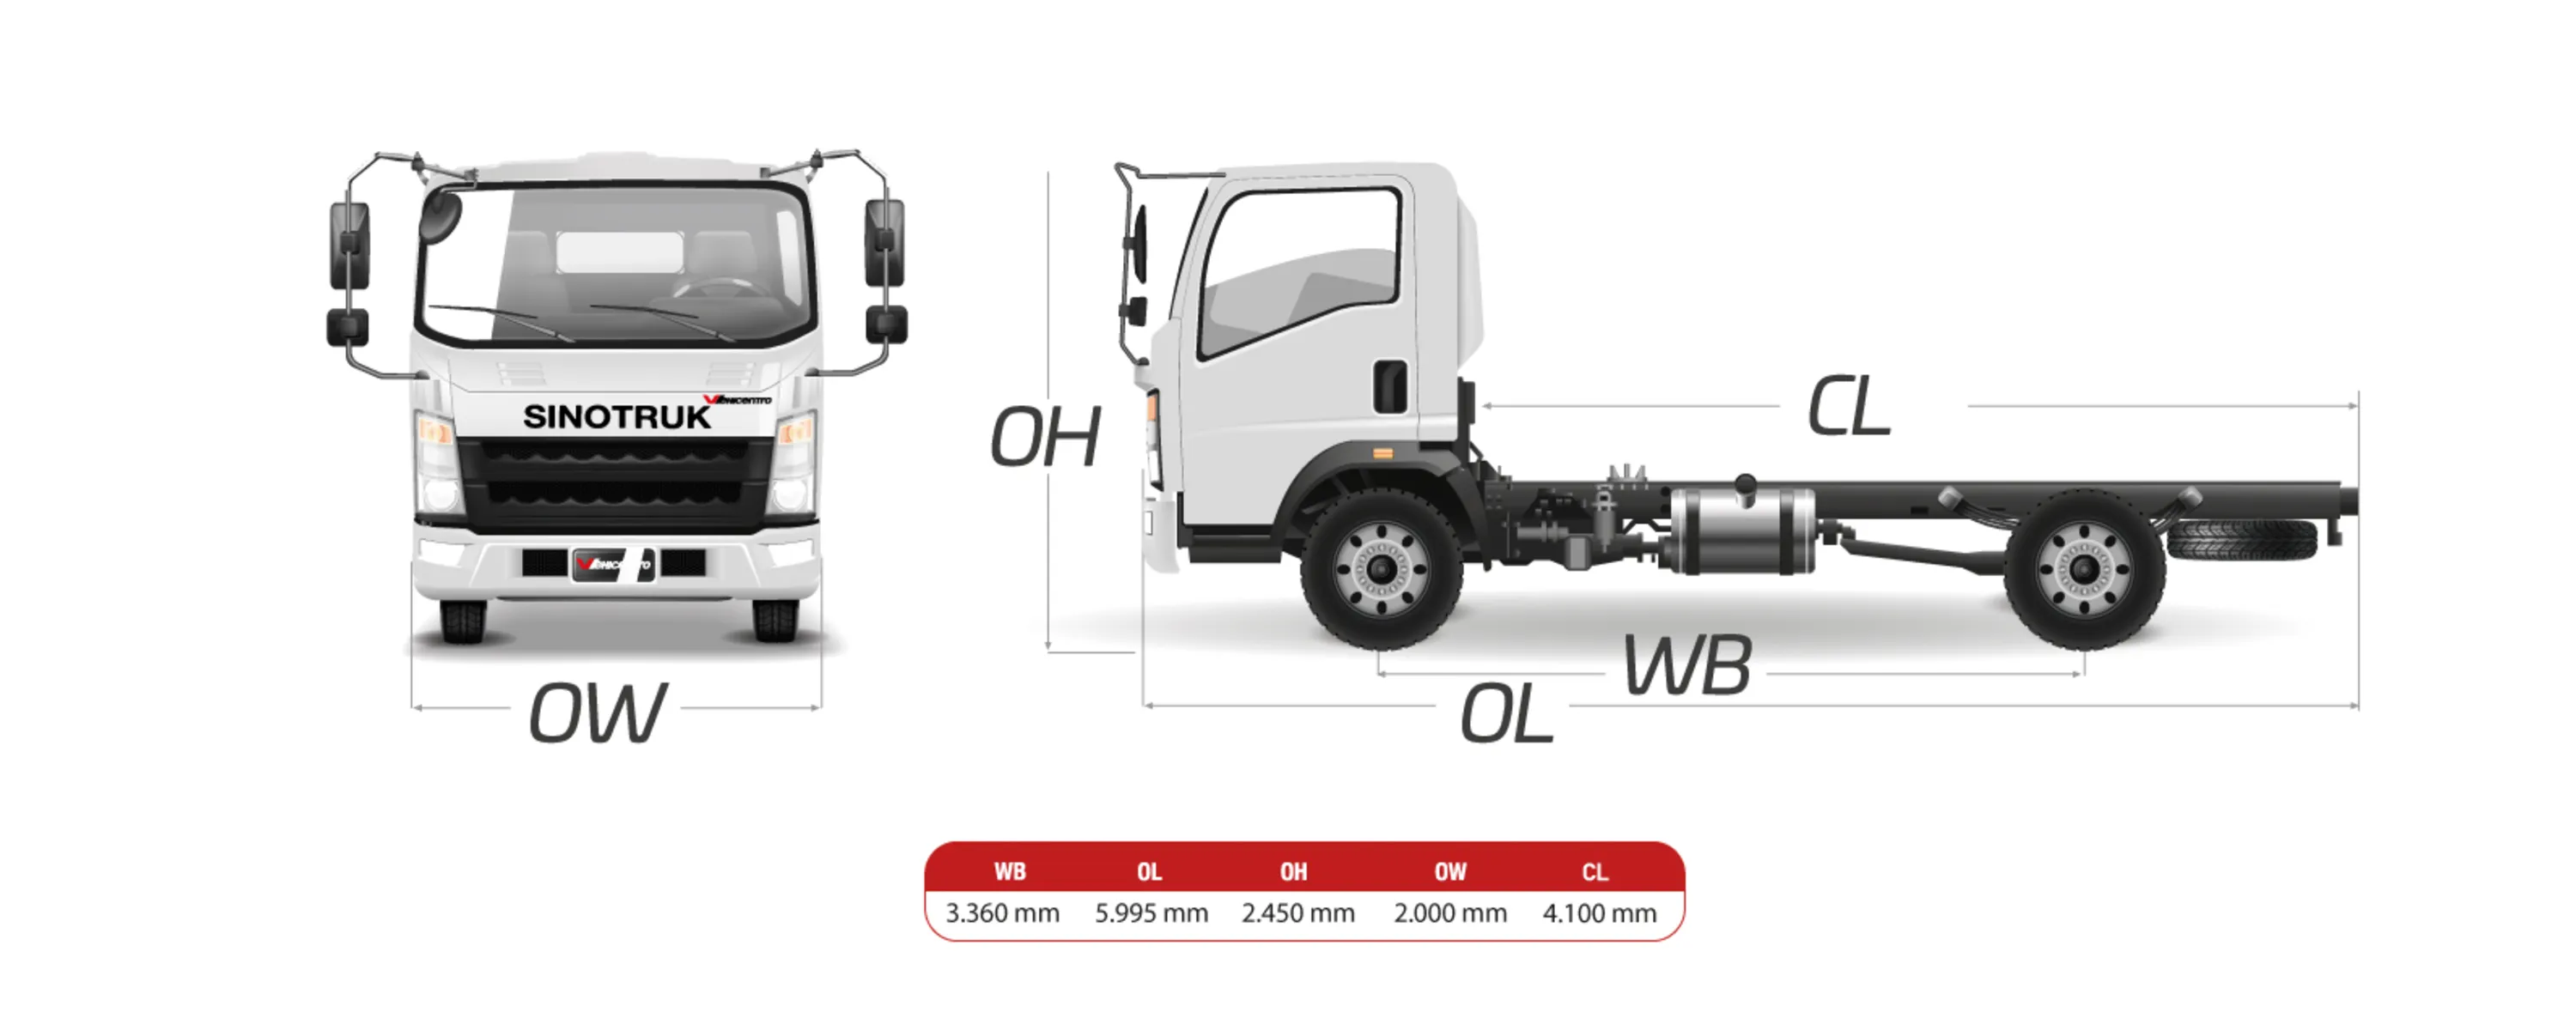 VEHICENTRO
SINOTRUK
OH
CL
WB
OW
OL
WB OL OH OW CL
3.360 mm 5.995 mm 2.450 mm 2.000 mm 4.100 mm